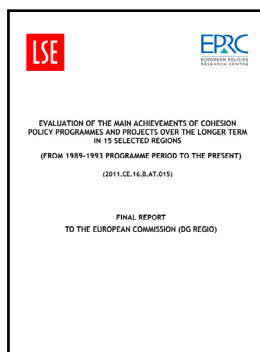 LSE
EPRC
EUROPEAN POLICIES
RESEARCH CENTRE
EVALUATION OF THE MAIN ACHIEVEMENTS OF COHESION
POLICY PROGRAMMES AND PROJECTS OVER THE LONGER TERM
IN 15 SELECTED REGIONS
(FROM 1989-1993 PROGRAMME PERIOD TO THE PRESENT)
(2011.CE.16.B.AT.015)
FINAL REPORT
TO THE EUROPEAN COMMISSION (DG REGIO)